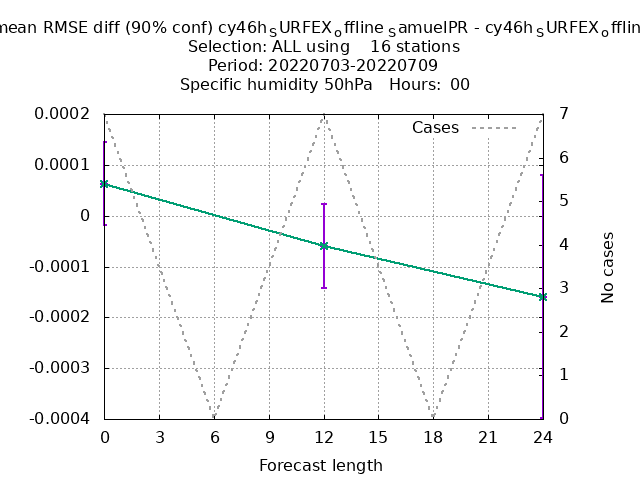 mean RMSE diff (90% conf) cy46h_SURFEX_offline_samuelPR - cy46h_SURFEX_offlin
Selection: ALL using 16 stations
Period: 20220703-20220709
Specific humidity 50hPa Hours: 00
Cases
0.0002
0.0001
0
-0.0001
-0.0002
-0.0003
-0.0004
7
6
5
4
3
2
1
0
No cases
0 3 6 9 12 15 18 21 24
Forecast length